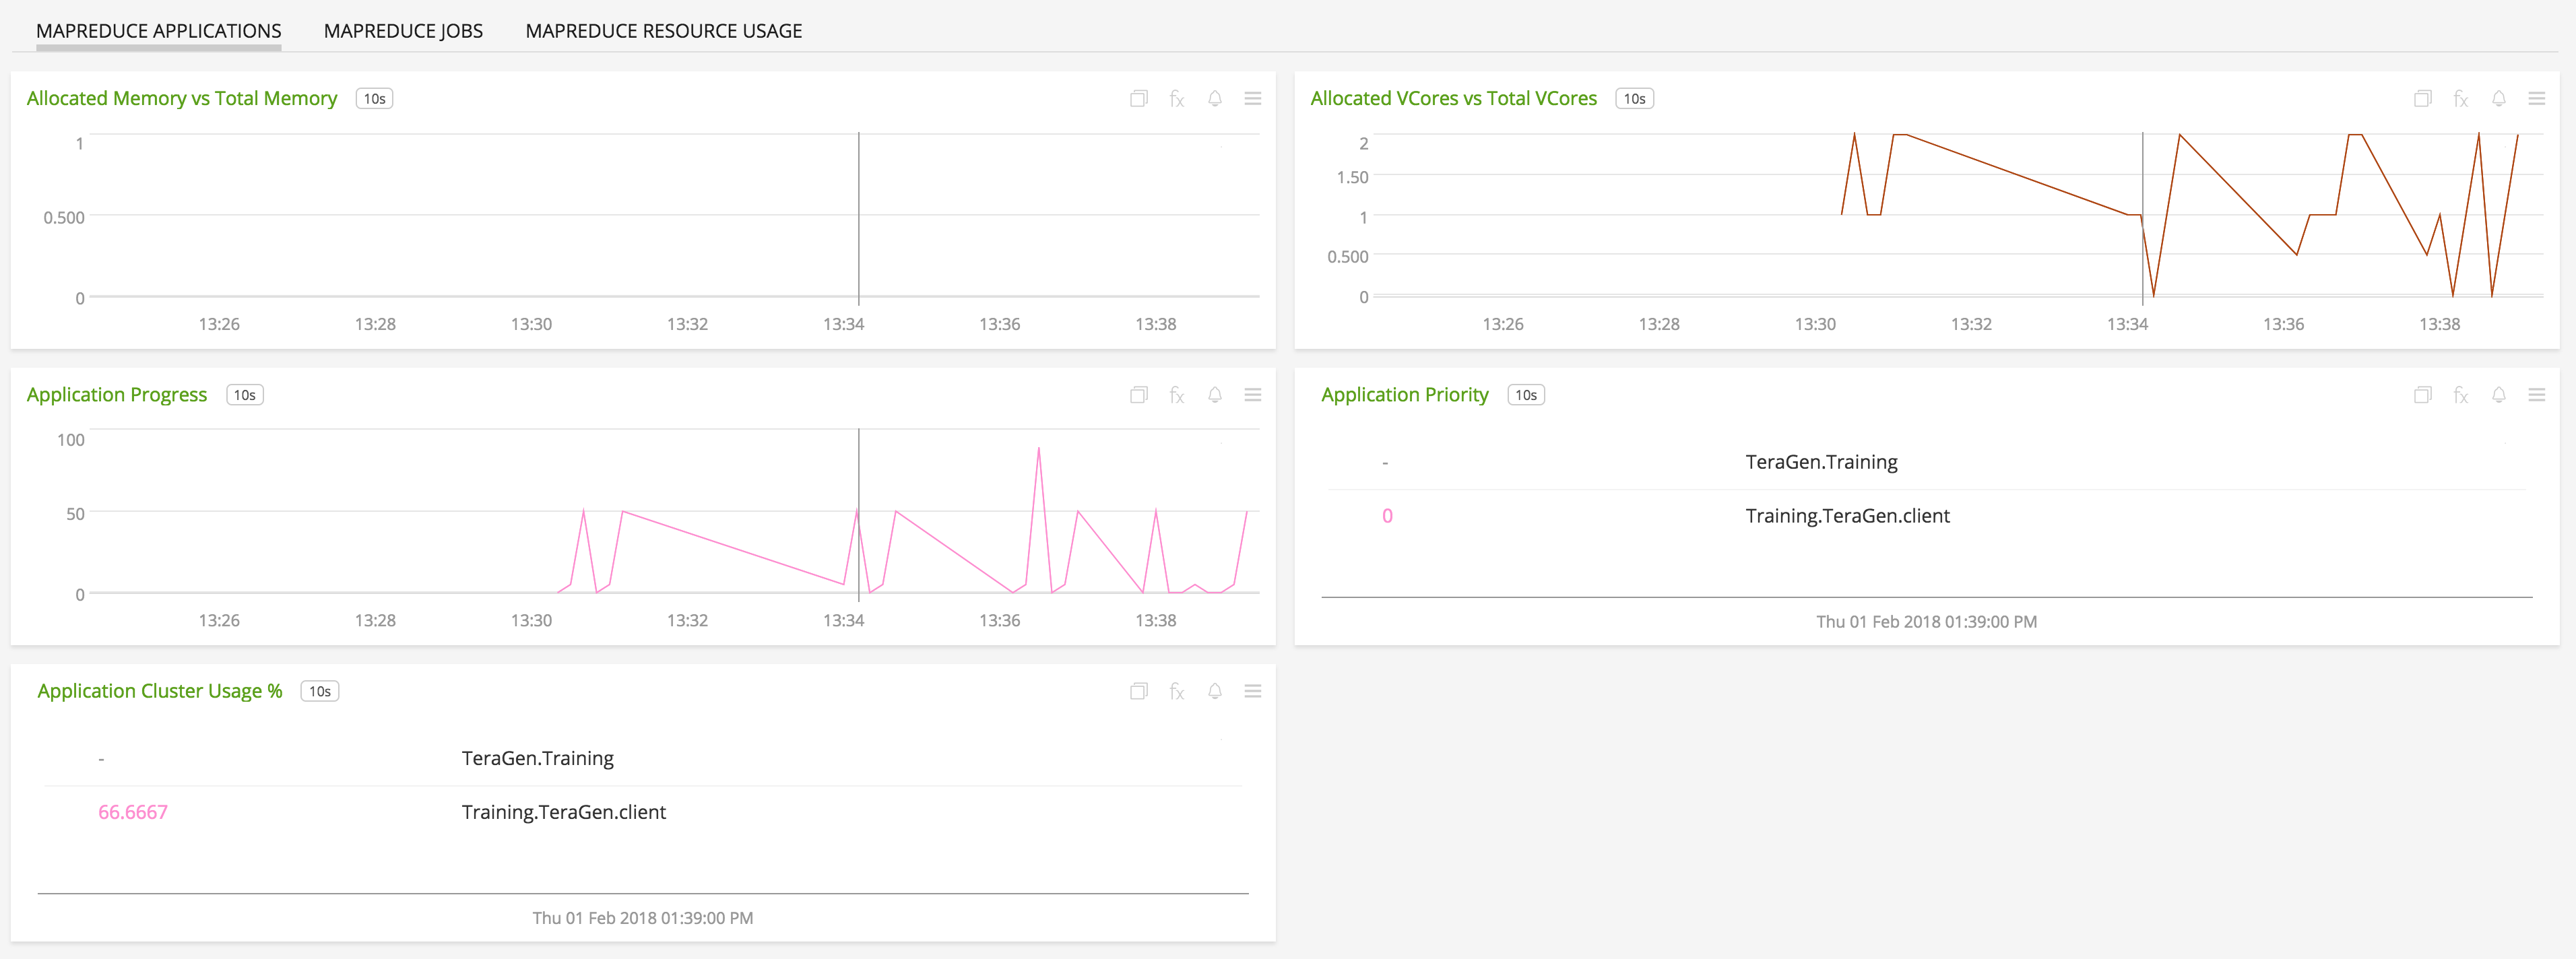 MAPREDUCE APPLICATIONS MAPREDUCE JOBS MAPREDUCE RESOURCE USAGE
Allocated Memory vs Total Memory 10s fx
1
0.500
0
13:26 13:28 13:30 13:32 13:34 13:36 13:38
Allocated VCores vs Total VCores 10s fx
2
1.50
1
0.500
0
13:26 13:28 13:30 13:32 13:34 13:36 13:38
Application Progress 10s fx
100
50
0
13:26 13:28 13:30 13:32 13:34 13:36 13:38
Application Priority 10s fx
- TeraGen.Training
0 Training.TeraGen.client
Thu 01 Feb 2018 01:39:00 PM
Application Cluster Usage % 10s fx
- TeraGen.Training
66.6667 Training.TeraGen.client
Thu 01 Feb 2018 01:39:00 PM